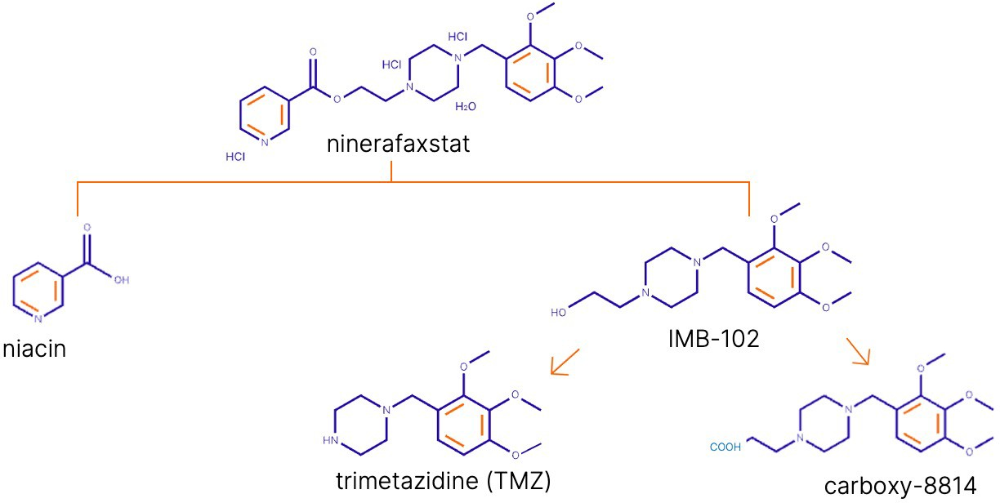 O
O
HCl
O
O
N
HCl
N
O
O
H₂O
N
HCl
ninerafaxstat
O
OH
N
niacin
O
O
N
N
O
HO
IMB-102
O
O
N
HN
O
trimetazidine (TMZ)
O
O
N
N
O
COOH
carboxy-8814